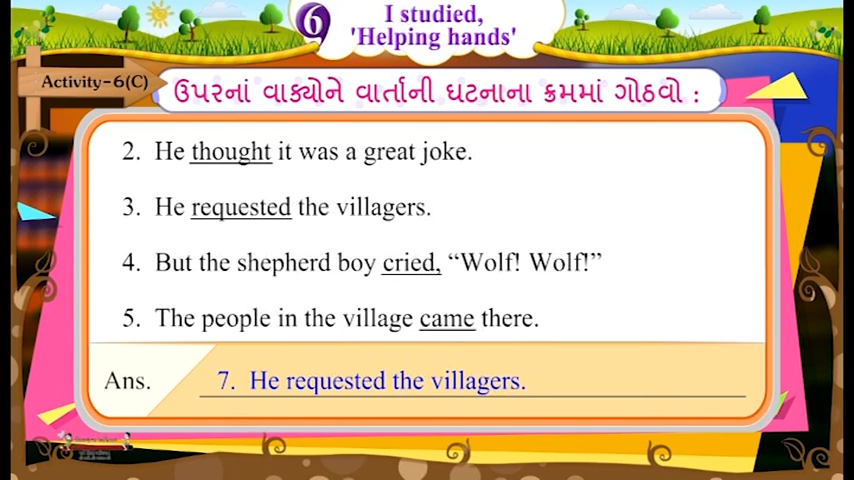 6
I studied,
'Helping hands'
Activity-6(C)
ઉપરનાં વાક્યોને વાર્તાની ઘટનાના ક્રમમાં ગોઠવો :
2. He thought it was a great joke.
3. He requested the villagers.
4. But the shepherd boy cried, “Wolf! Wolf!”
5. The people in the village came there.
Ans. 7. He requested the villagers.